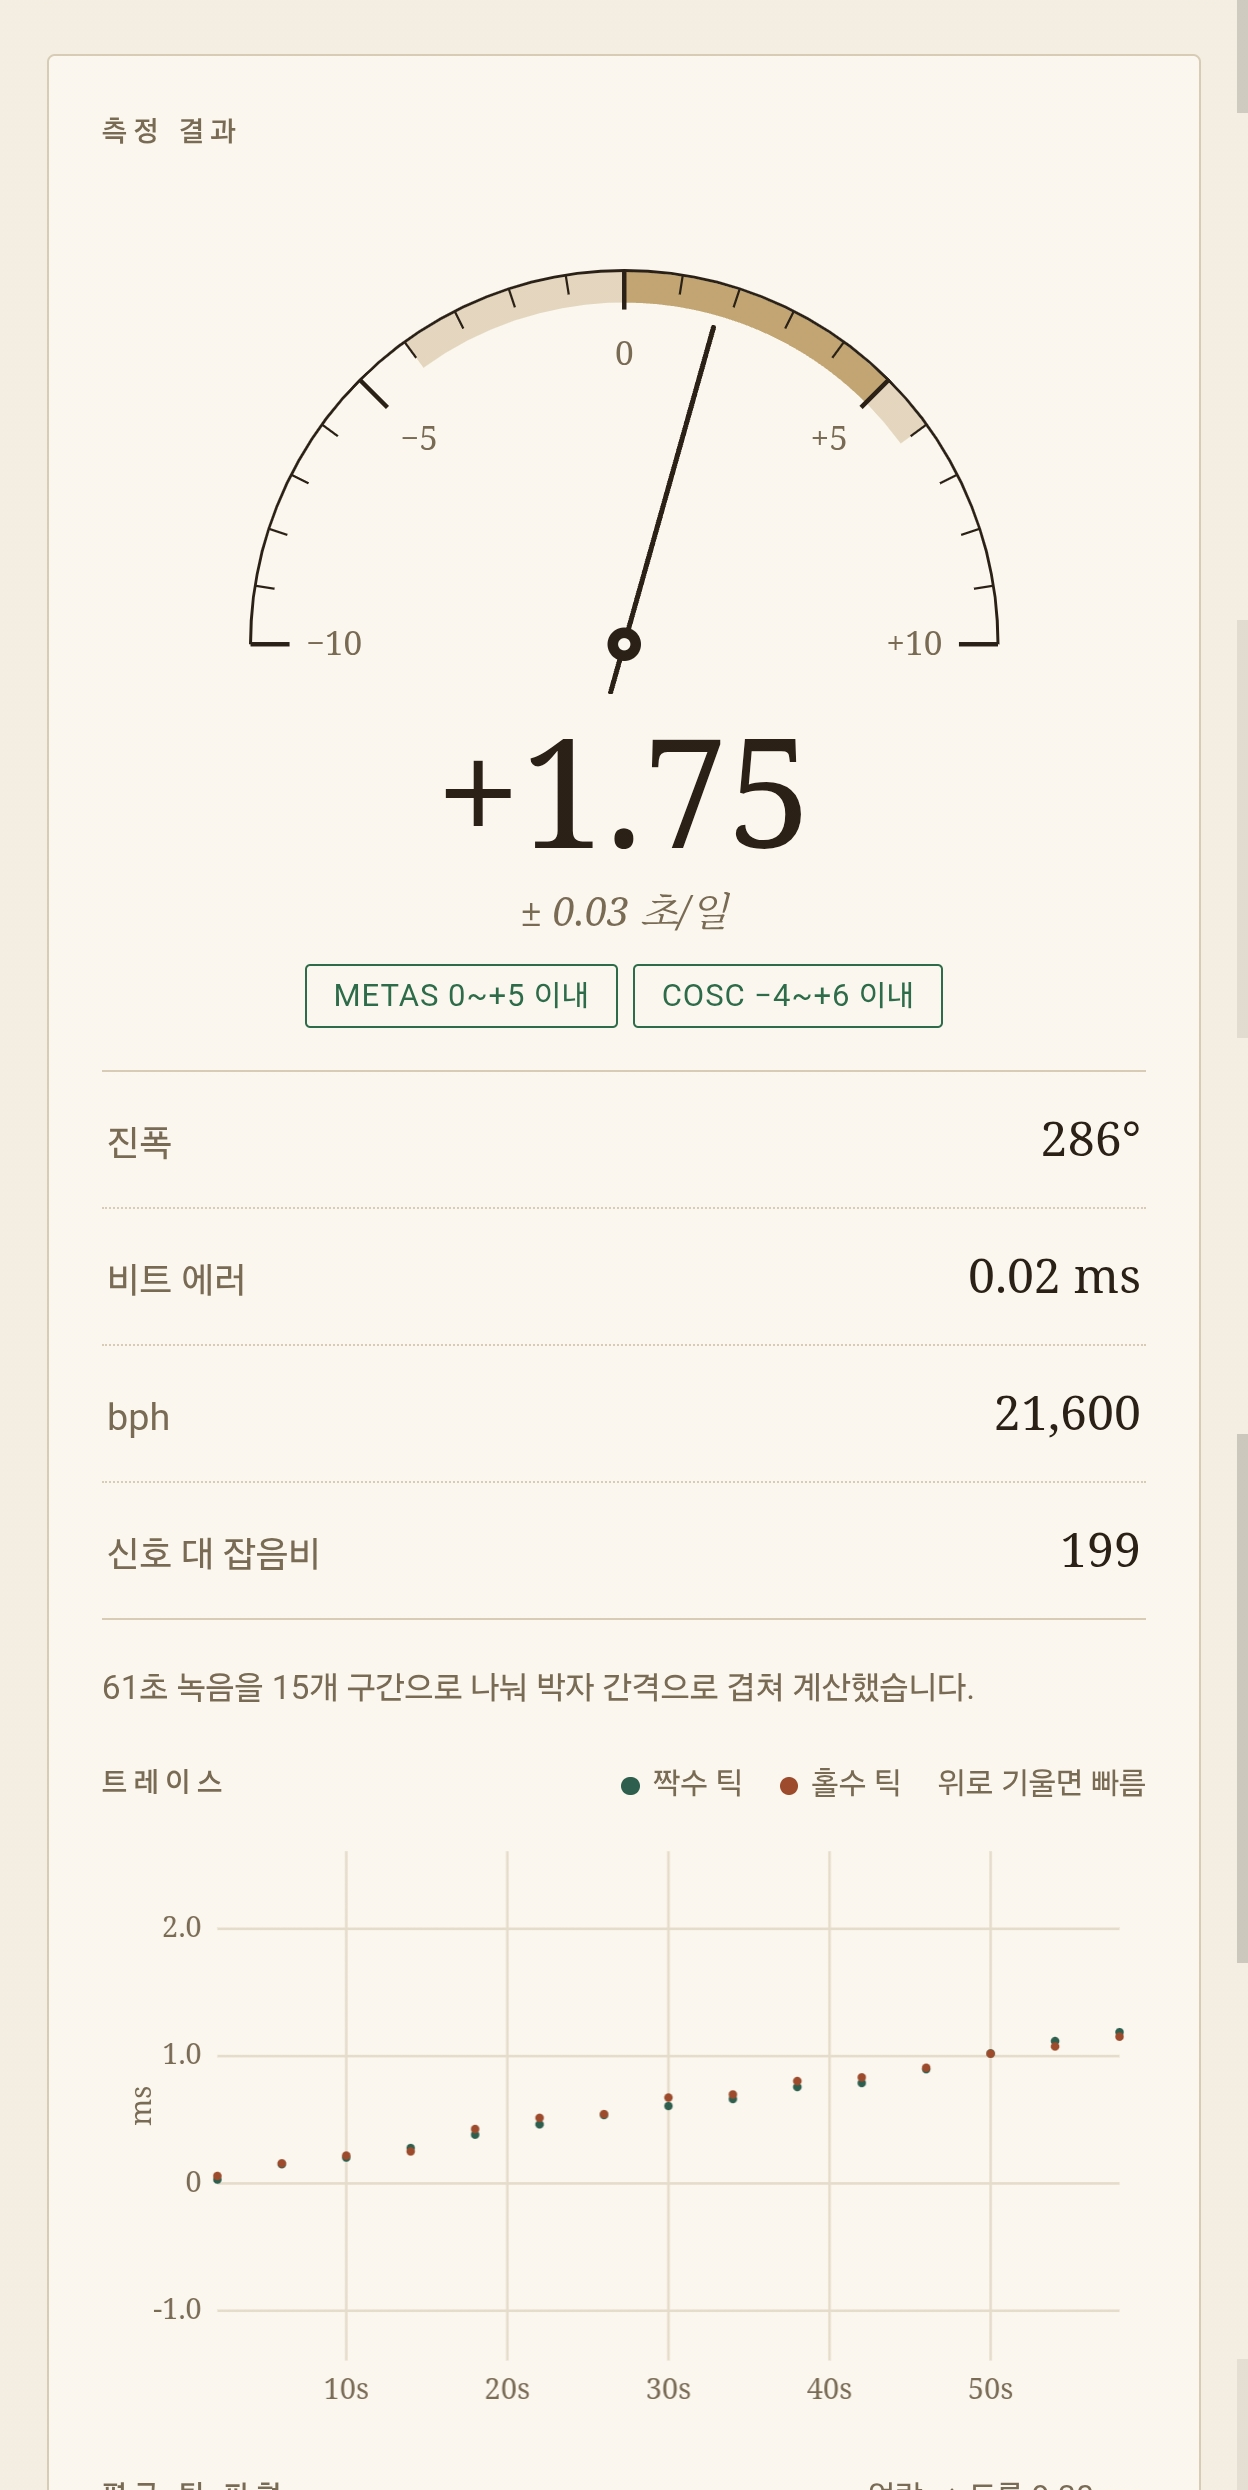 측정 결과
0
−5
+5
−10
+10
+1.75
± 0.03 초/일
METAS 0~+5 이내
COSC −4~+6 이내
진폭 286°
비트 에러 0.02 ms
bph 21,600
신호 대 잡음비 199
61초 녹음을 15개 구간으로 나눠 박자 간격으로 겹쳐 계산했습니다.
트레이스 짝수 틱 홀수 틱 위로 기울면 빠름
2.0
1.0
ms
0
-1.0
10s 20s 30s 40s 50s